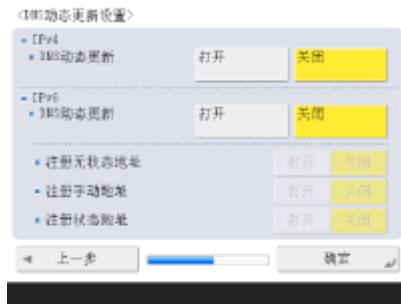 <DNS动态更新设置>
IPv4
DNS动态更新 打开 关闭
IPv6
DNS动态更新 打开 关闭
注册无状态地址 打开 关闭
注册手动地址 打开 关闭
注册状态地址 打开 关闭
上一步 确定